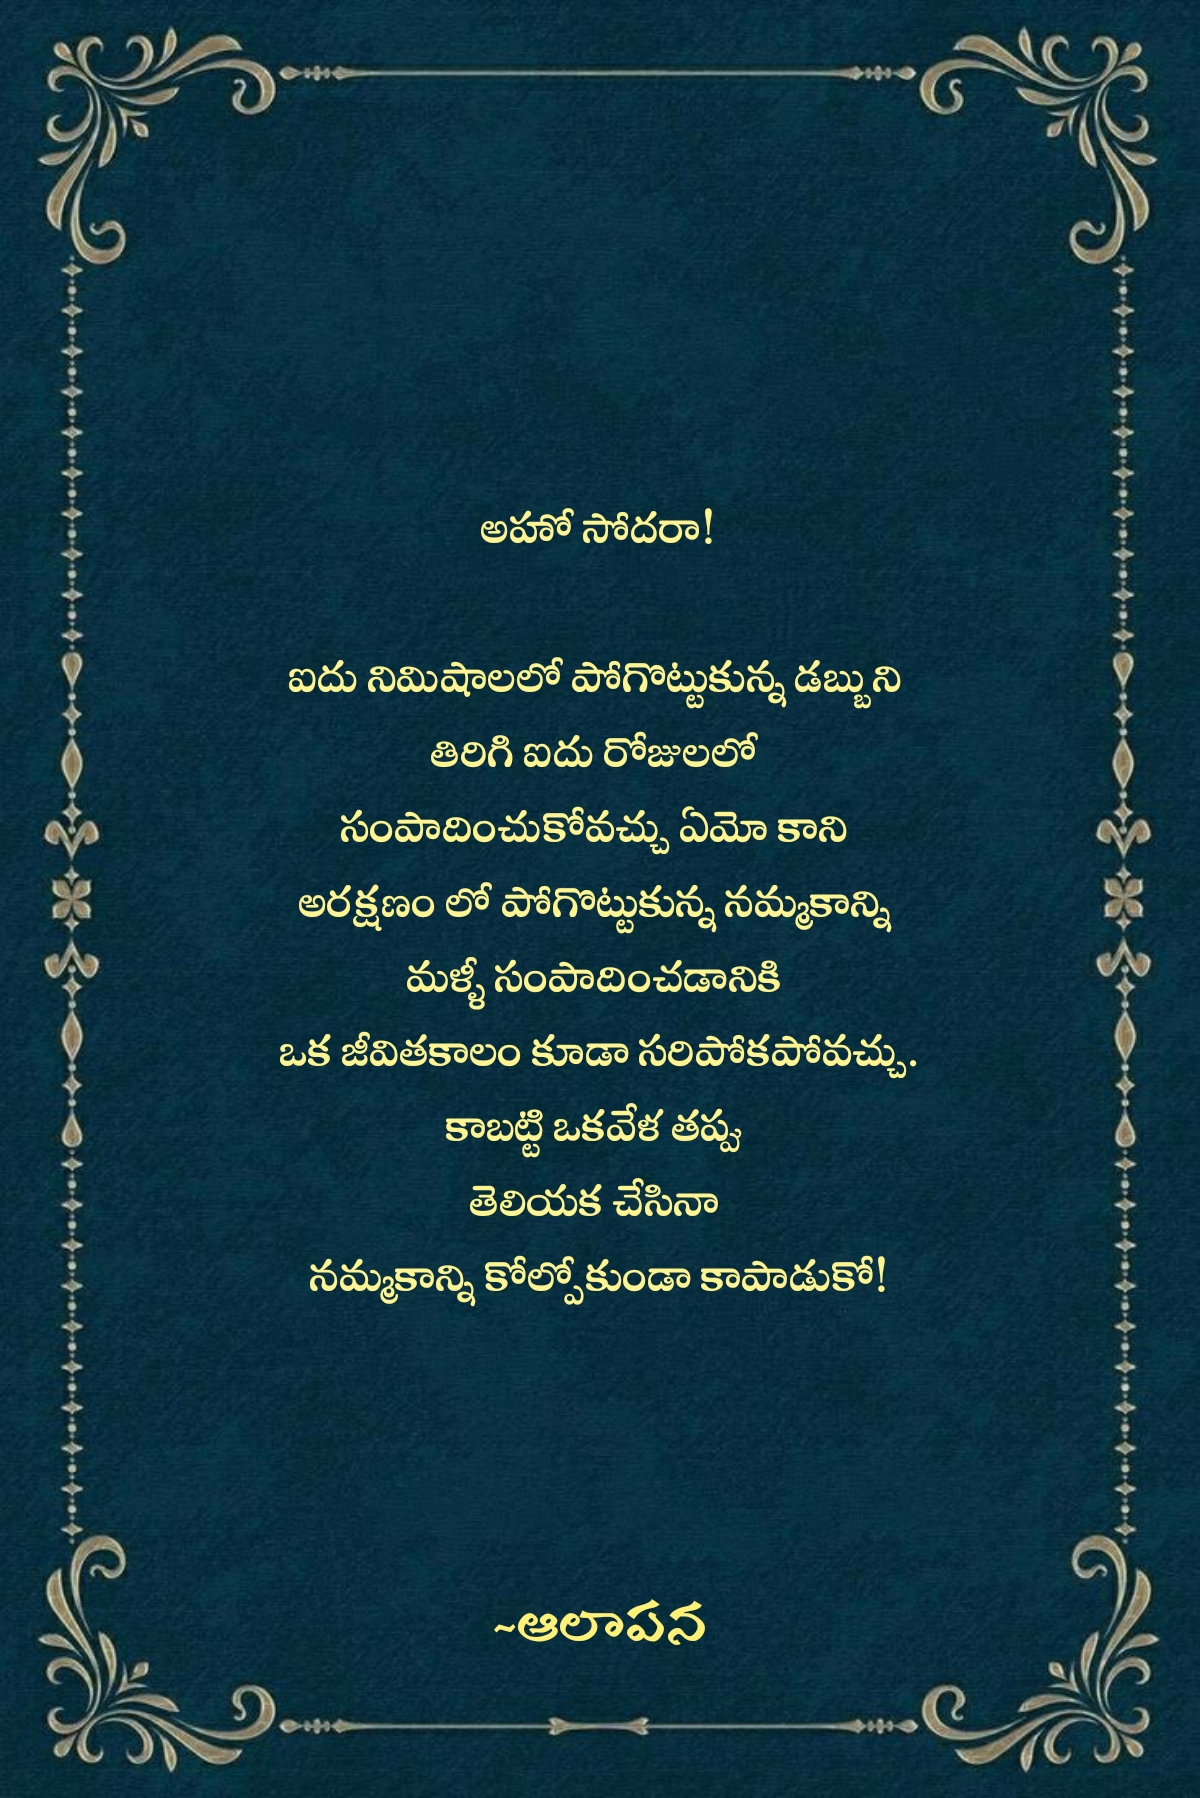 అహో సోదరా!
ఐదు నిమిషాలలో పోగొట్టుకున్న డబ్బుని
తిరిగి ఐదు రోజులలో
సంపాదించుకోవచ్చు ఏమో కాని
అరక్షణం లో పోగొట్టుకున్న నమ్మకాన్ని
మళ్ళీ సంపాదించడానికి
ఒక జీవితకాలం కూడా సరిపోకపోవచ్చు.
కాబట్టి ఒకవేళ తప్పు
తెలియక చేసినా
నమ్మకాన్ని కోల్పోకుండా కాపాడుకో!
~ఆలాపన